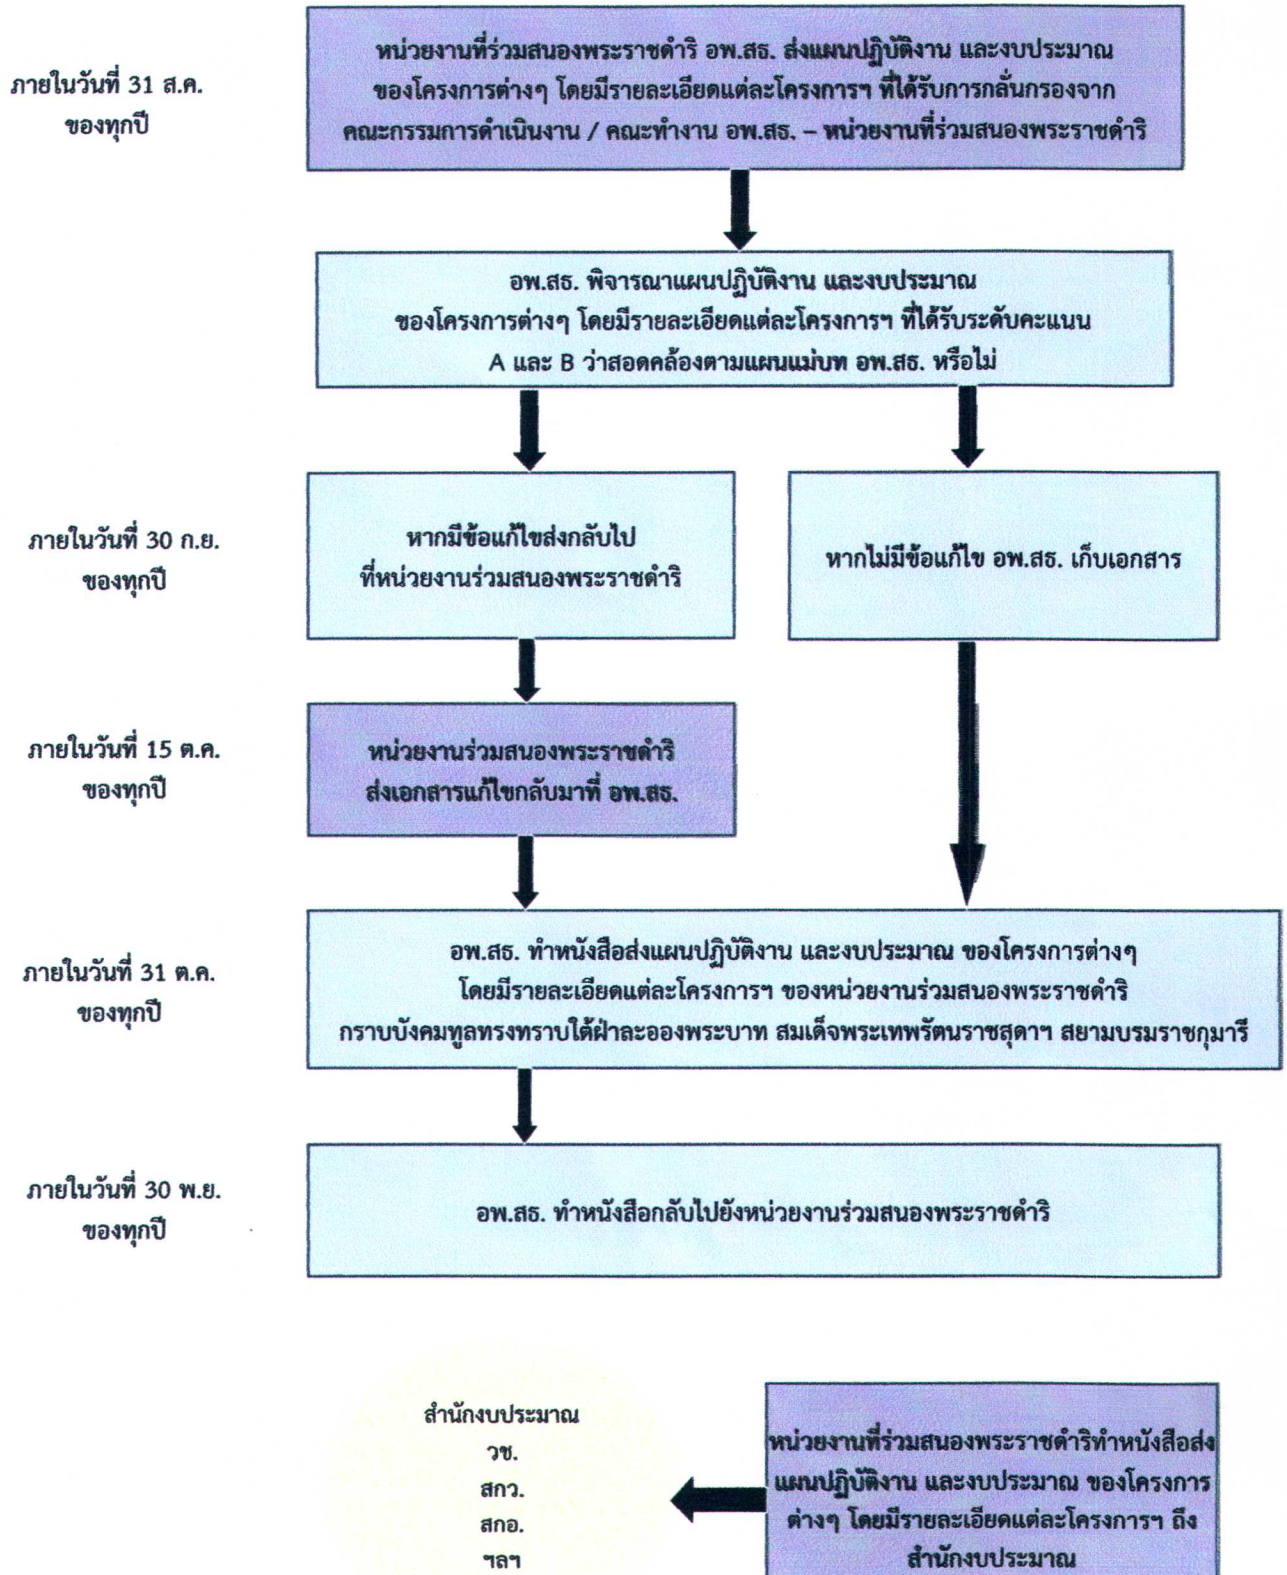 ภายในวันที่ 31 ส.ค.
ของทุกปี
หน่วยงานที่ร่วมสนองพระราชดำริ อพ.สธ. ส่งแผนปฏิบัติงาน และงบประมาณ
ของโครงการต่างๆ โดยมีรายละเอียดแต่ละโครงการฯ ที่ได้รับการกลั่นกรองจาก
คณะกรรมการดำเนินงาน / คณะทำงาน อพ.สธ. – หน่วยงานที่ร่วมสนองพระราชดำริ
อพ.สธ. พิจารณาแผนปฏิบัติงาน และงบประมาณ
ของโครงการต่างๆ โดยมีรายละเอียดแต่ละโครงการฯ ที่ได้รับระดับคะแนน
A และ B ว่าสอดคล้องตามแผนแม่บท อพ.สธ. หรือไม่
ภายในวันที่ 30 ก.ย.
ของทุกปี
หากมีข้อแก้ไขส่งกลับไป
ที่หน่วยงานร่วมสนองพระราชดำริ
หากไม่มีข้อแก้ไข อพ.สธ. เก็บเอกสาร
ภายในวันที่ 15 ต.ค.
ของทุกปี
หน่วยงานร่วมสนองพระราชดำริ
ส่งเอกสารแก้ไขกลับมาที่ อพ.สธ.
ภายในวันที่ 31 ต.ค.
ของทุกปี
อพ.สธ. ทำหนังสือส่งแผนปฏิบัติงาน และงบประมาณ ของโครงการต่างๆ
โดยมีรายละเอียดแต่ละโครงการฯ ของหน่วยงานร่วมสนองพระราชดำริ
กราบบังคมทูลทรงทราบใต้ฝ่าละอองพระบาท สมเด็จพระเทพรัตนราชสุดาฯ สยามบรมราชกุมารี
ภายในวันที่ 30 พ.ย.
ของทุกปี
อพ.สธ. ทำหนังสือกลับไปยังหน่วยงานร่วมสนองพระราชดำริ
สำนักงบประมาณ
วช.
สกว.
สกอ.
ฯลฯ
หน่วยงานที่ร่วมสนองพระราชดำริทำหนังสือส่ง
แผนปฏิบัติงาน และงบประมาณ ของโครงการ
ต่างๆ โดยมีรายละเอียดแต่ละโครงการฯ ถึง
สำนักงบประมาณ